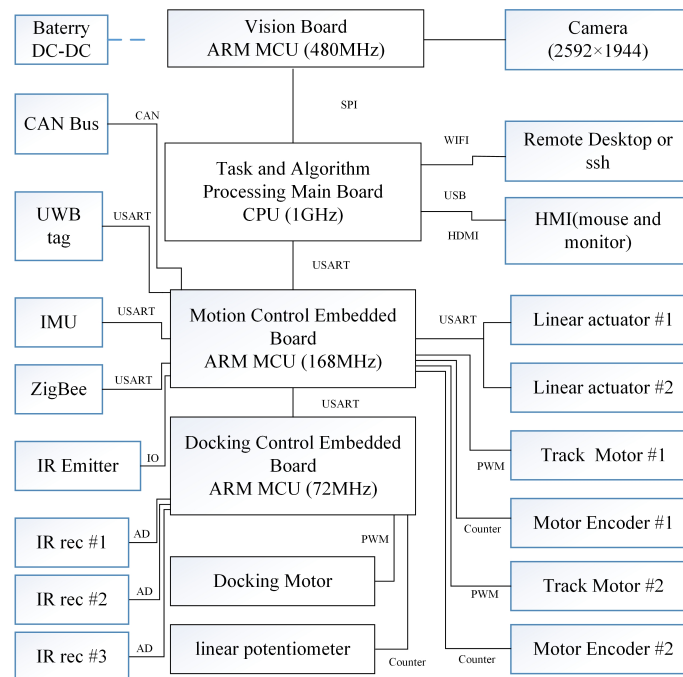 Baterry
DC-DC
Vision Board
ARM MCU (480MHz)
Camera
(2592×1944)
SPI
CAN Bus
CAN
Task and Algorithm
Processing Main Board
CPU (1GHz)
WIFI
Remote Desktop or
ssh
USB
HDMI
HMI(mouse and
monitor)
UWB
tag
USART
USART
IMU
USART
Motion Control Embedded
Board
ARM MCU (168MHz)
USART
Linear actuator #1
Linear actuator #2
ZigBee
USART
USART
IR Emitter
IO
Docking Control Embedded
Board
ARM MCU (72MHz)
Track Motor #1
PWM
IR rec #1
AD
Motor Encoder #1
Counter
PWM
IR rec #2
AD
Docking Motor
Track Motor #2
PWM
IR rec #3
AD
linear potentiometer
Counter
Motor Encoder #2
Counter